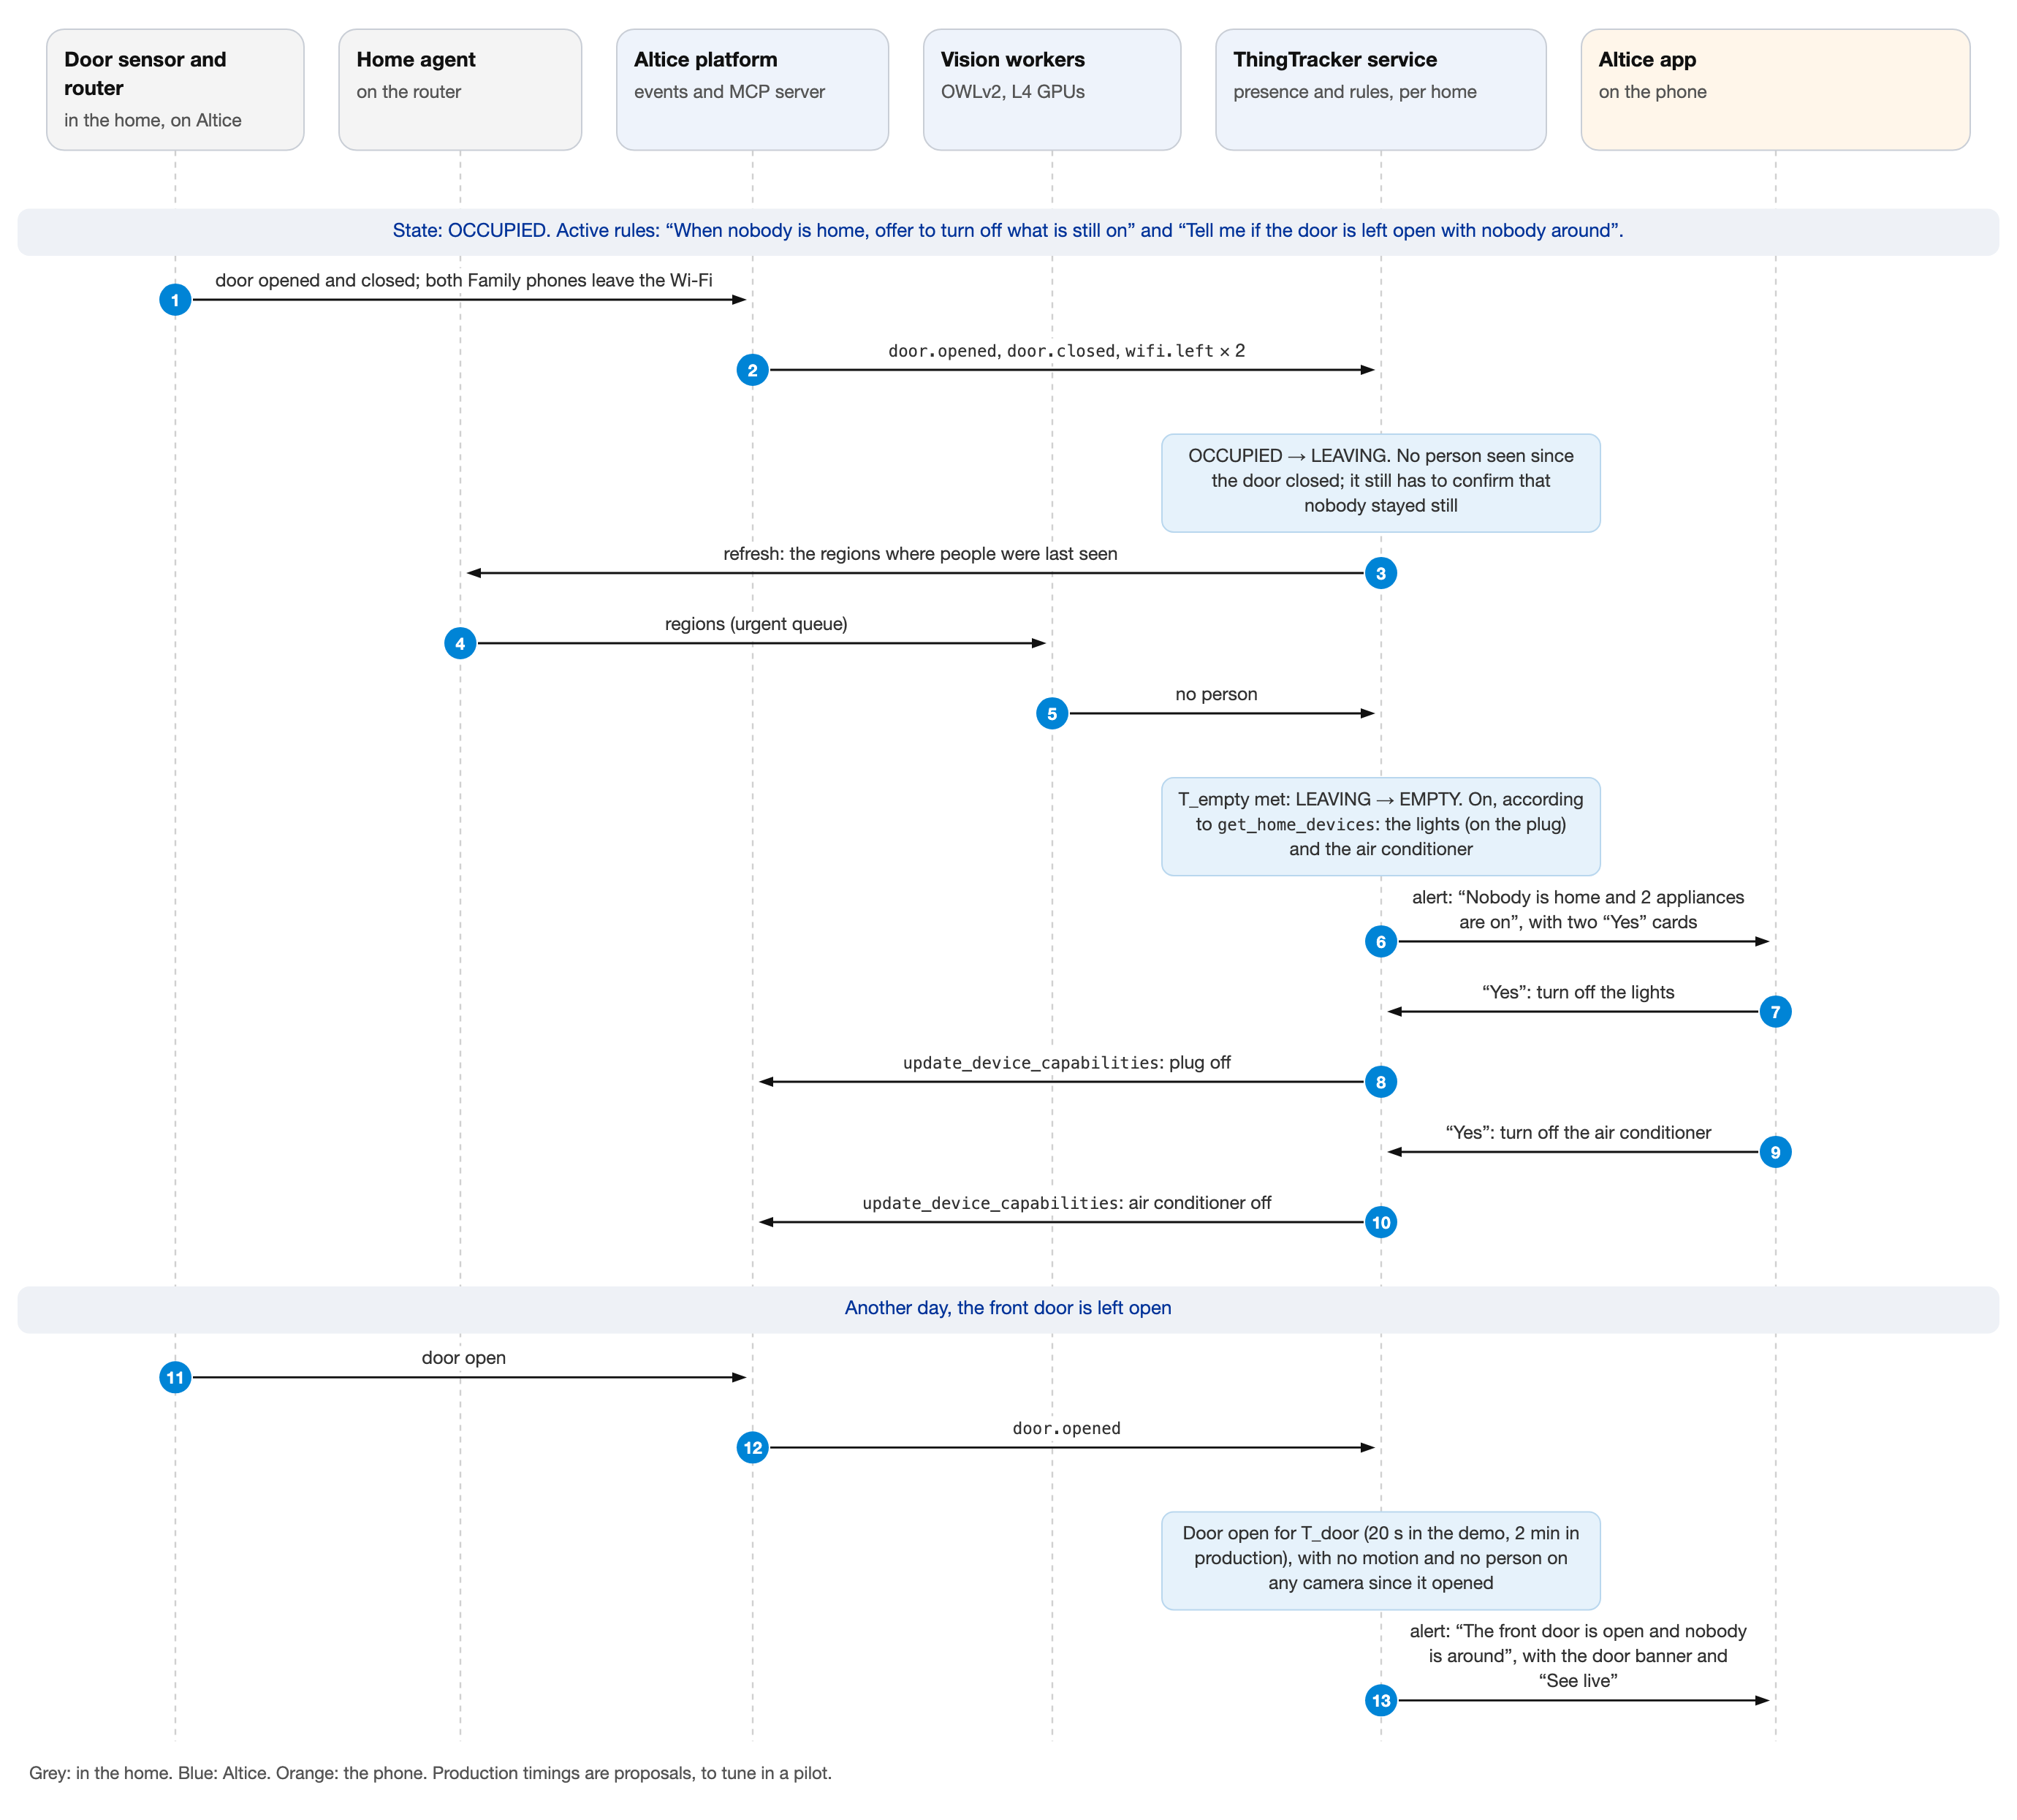 Door sensor and
router
in the home, on Altice
Home agent
on the router
Altice platform
events and MCP server
Vision workers
OWLv2, L4 GPUs
ThingTracker service
presence and rules, per home
Altice app
on the phone
State: OCCUPIED. Active rules: “When nobody is home, offer to turn off what is still on” and “Tell me if the door is left open with nobody around”.
door opened and closed; both Family phones leave the Wi-Fi
1
door.opened, door.closed, wifi.left × 2
2
OCCUPIED → LEAVING. No person seen since
the door closed; it still has to confirm that
nobody stayed still
refresh: the regions where people were last seen
3
regions (urgent queue)
4
no person
5
T_empty met: LEAVING → EMPTY. On, according
to get_home_devices: the lights (on the plug)
and the air conditioner
alert: “Nobody is home and 2 appliances
are on”, with two “Yes” cards
6
“Yes”: turn off the lights
7
update_device_capabilities: plug off
8
“Yes”: turn off the air conditioner
9
update_device_capabilities: air conditioner off
10
Another day, the front door is left open
door open
11
door.opened
12
Door open for T_door (20 s in the demo, 2 min in
production), with no motion and no person on
any camera since it opened
alert: “The front door is open and nobody
is around”, with the door banner and
“See live”
13
Grey: in the home. Blue: Altice. Orange: the phone. Production timings are proposals, to tune in a pilot.